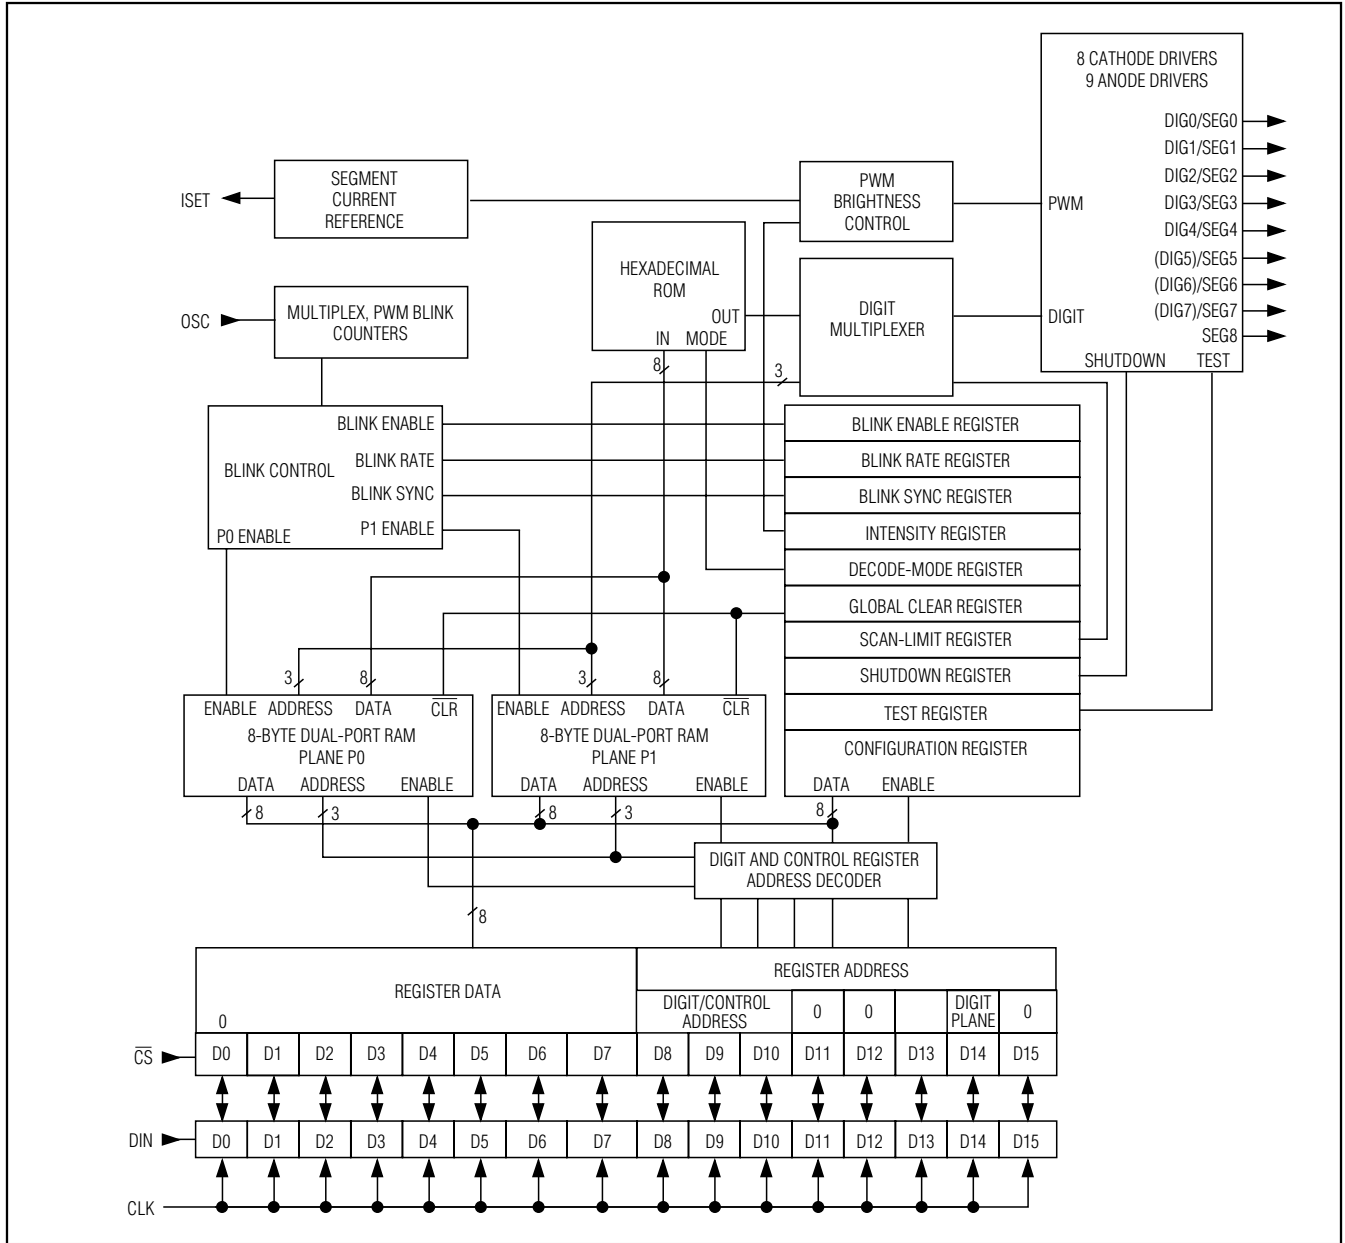 8 CATHODE DRIVERS
9 ANODE DRIVERS
DIG0/SEG0
DIG1/SEG1
DIG2/SEG2
DIG3/SEG3
DIG4/SEG4
(DIG5)/SEG5
(DIG6)/SEG6
(DIG7)/SEG7
SEG8
PWM
DIGIT
SHUTDOWN TEST
ISET
SEGMENT
CURRENT
REFERENCE
PWM
BRIGHTNESS
CONTROL
HEXADECIMAL
ROM
OUT
IN MODE
8
DIGIT
MULTIPLEXER
3
OSC
MULTIPLEX, PWM BLINK
COUNTERS
BLINK CONTROL
BLINK ENABLE
BLINK RATE
BLINK SYNC
P1 ENABLE
P0 ENABLE
BLINK ENABLE REGISTER
BLINK RATE REGISTER
BLINK SYNC REGISTER
INTENSITY REGISTER
DECODE-MODE REGISTER
GLOBAL CLEAR REGISTER
SCAN-LIMIT REGISTER
SHUTDOWN REGISTER
TEST REGISTER
CONFIGURATION REGISTER
DATA ENABLE
8
3 8
ENABLE ADDRESS DATA CLR
8-BYTE DUAL-PORT RAM
PLANE P0
DATA ADDRESS ENABLE
8 3
3 8
ENABLE ADDRESS DATA CLR
8-BYTE DUAL-PORT RAM
PLANE P1
DATA ADDRESS ENABLE
8 3
DIGIT AND CONTROL REGISTER
ADDRESS DECODER
8
REGISTER DATA
0
REGISTER ADDRESS
DIGIT/CONTROL
ADDRESS
0 0
DIGIT
PLANE
0
CS D0 D1 D2 D3 D4 D5 D6 D7 D8 D9 D10 D11 D12 D13 D14 D15
DIN D0 D1 D2 D3 D4 D5 D6 D7 D8 D9 D10 D11 D12 D13 D14 D15
CLK